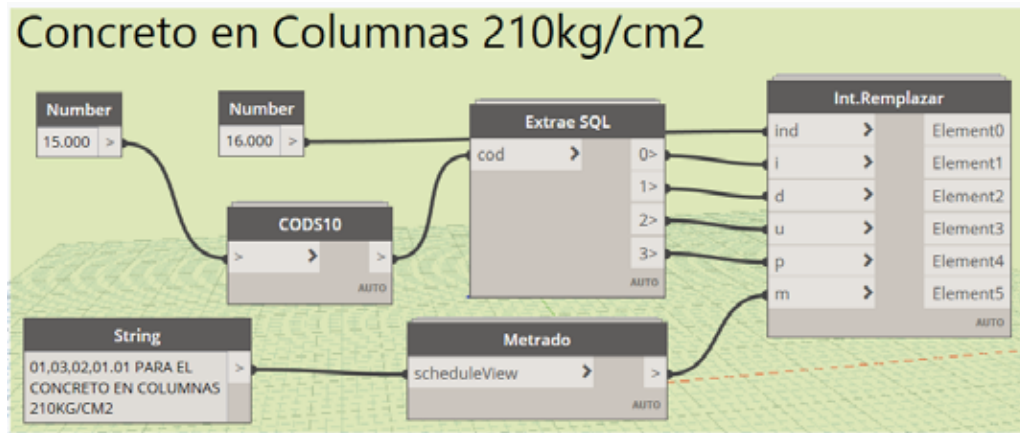 Concreto en Columnas 210kg/cm2
Number
15.000 >
Number
16.000 >
CODS10
> > >
AUTO
Extrae SQL
cod > 0>
1>
2>
3>
AUTO
Int.Remplazar
ind > Element0
i > Element1
d > Element2
u > Element3
p > Element4
m > Element5
AUTO
String
01,03,02,01.01 PARA EL >
CONCRETO EN COLUMNAS
210KG/CM2
Metrado
scheduleView > >
AUTO